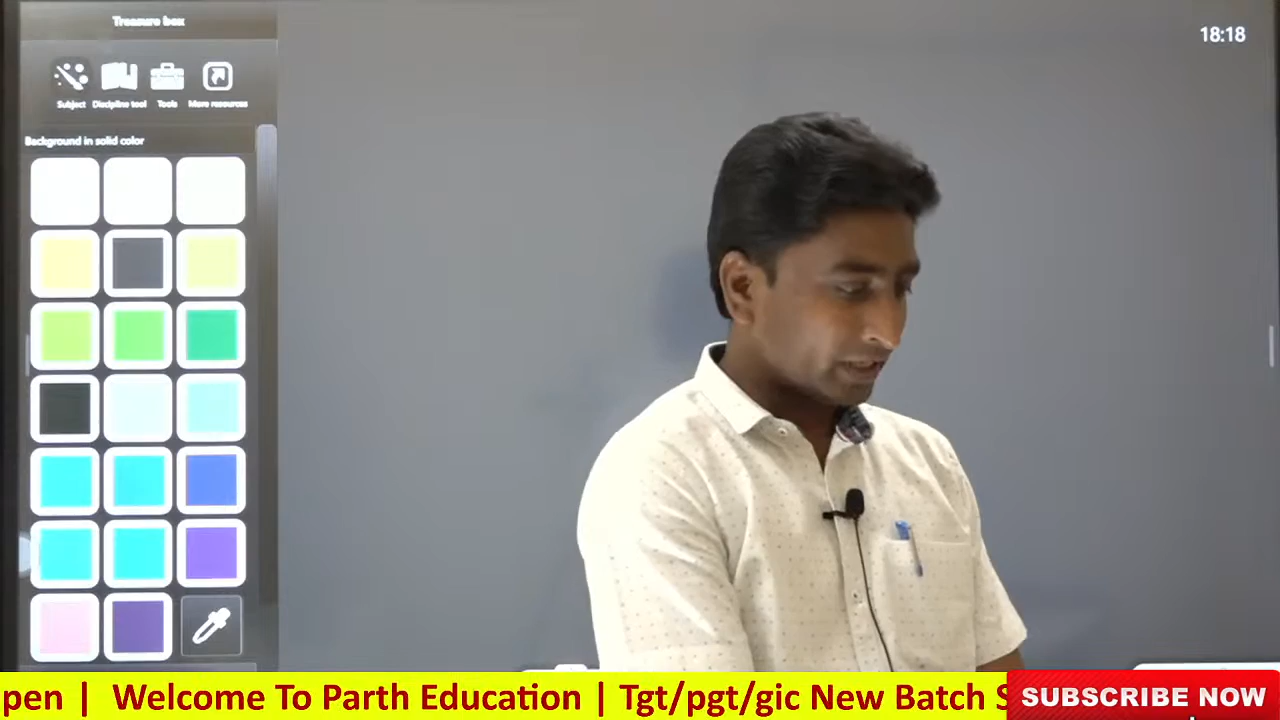 Treasure box
18:18
Subject Discipline tool Tools More resources
Background in solid color
pen | Welcome To Parth Education | Tgt/pgt/gic New Batch S
SUBSCRIBE NOW